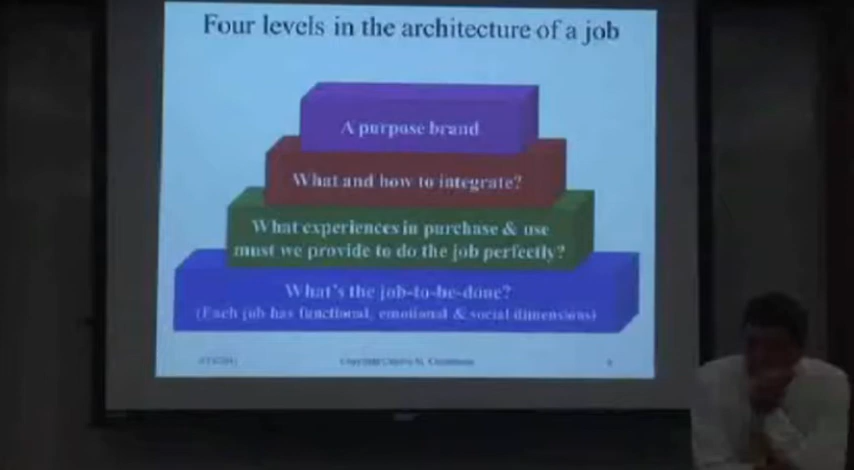 Four levels in the architecture of a job
A purpose brand
What and how to integrate?
What experiences in purchase & use
must we provide to do the job perfectly?
What's the job-to-be-done?
(Each job has functional, emotional & social dimensions)
Copyright